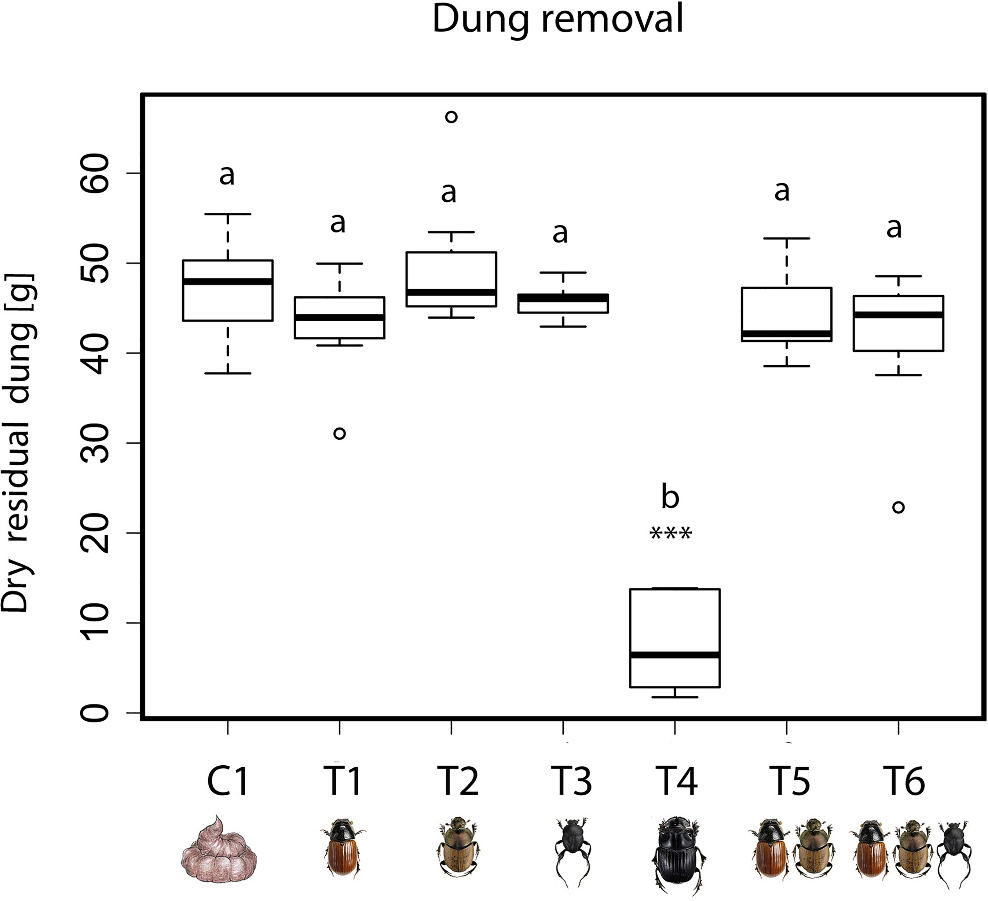 Dung removal
Dry residual dung [g]
60
50
40
30
20
10
0
a
a
a
a
b
***
a
a
C1 T1 T2 T3 T4 T5 T6